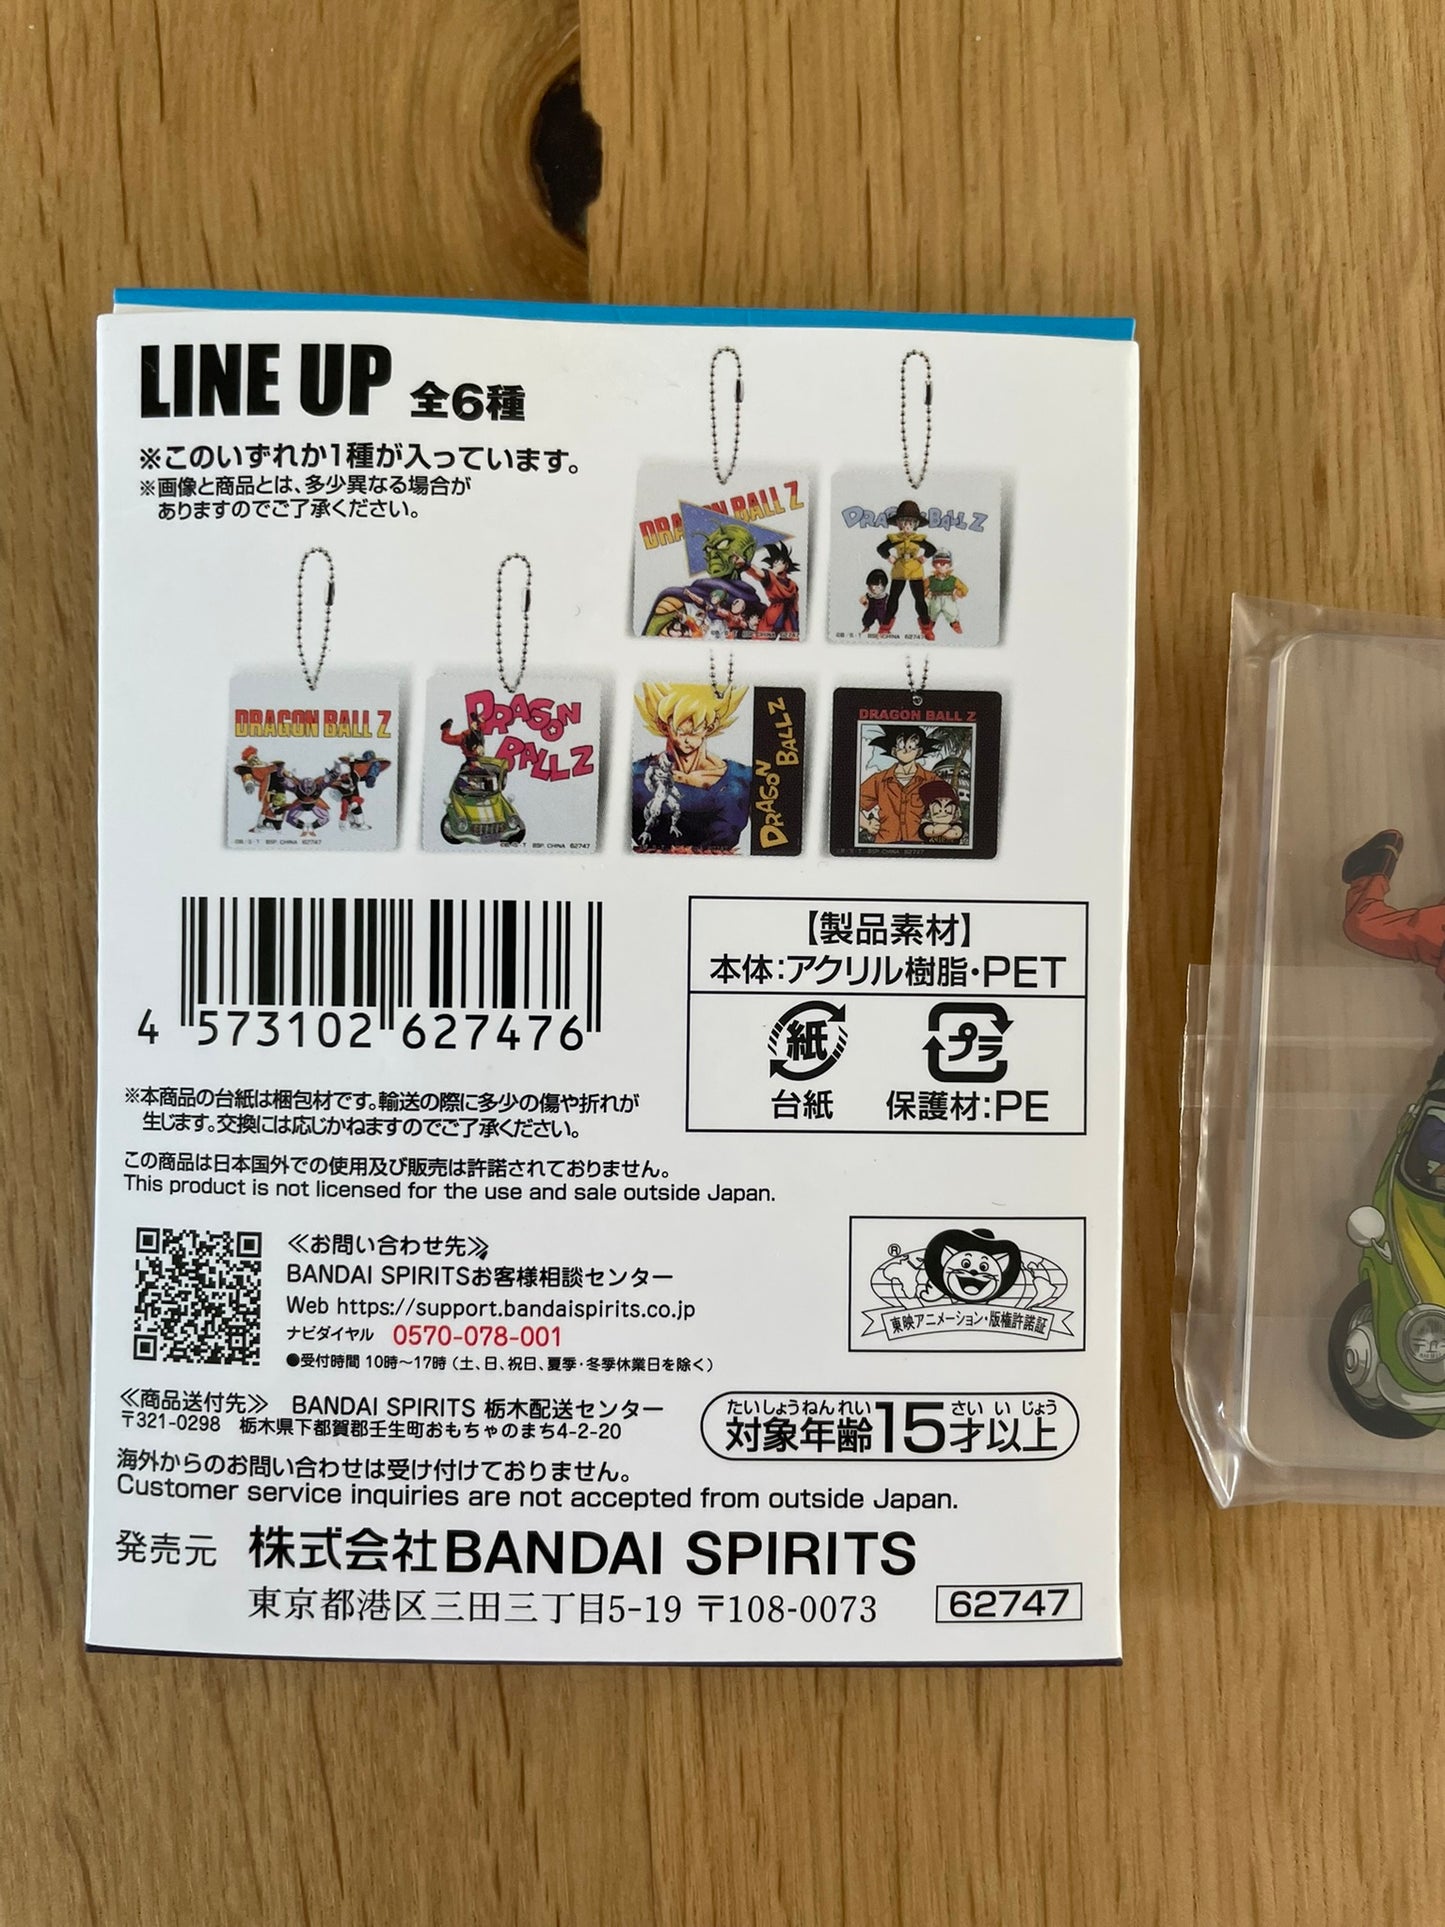 LINE UP 全6種
※このいずれか1種が入っています。
※画像と商品とは、多少異なる場合が
ありますのでご了承ください。
DRAGON BALL Z
DRAGON BALL Z
©B/S・T BSP CHINA 62747
DRAGON BALL Z
DRAGON BALL Z
DRAGON BALL Z
DRAGON BALL Z
©B/S・T BSP CHINA 62747
©B/S・T BSP CHINA 62747
4 573102 627476
【製品素材】
本体:アクリル樹脂・PET
紙
プラ
台紙
保護材:PE
※本商品の台紙は梱包材です。輸送の際に多少の傷や折れが
生じます。交換には応じかねますのでご了承ください。
この商品は日本国外での使用及び販売は許諾されておりません。
This product is not licensed for the use and sale outside Japan.
≪お問い合わせ先≫
BANDAI SPIRITSお客様相談センター
Web https://support.bandaispirits.co.jp
ナビダイヤル 0570-078-001
●受付時間 10時〜17時(土、日、祝日、夏季・冬季休業日を除く)
®
東映アニメーション・版権許諾証
≪商品送付先≫ BANDAI SPIRITS 栃木配送センター
〒321-0298 栃木県下都賀郡壬生町おもちゃのまち4-2-20
たいしょうねんれい さい い じょう
対象年齢15才以上
海外からのお問い合わせは受け付けておりません。
Customer service inquiries are not accepted from outside Japan.
発売元 株式会社BANDAI SPIRITS
東京都港区三田三丁目5-19 〒108-0073
62747